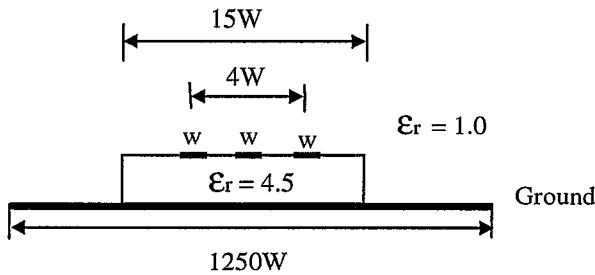 15W
4W
w w w
εr = 1.0
εr = 4.5
Ground
1250W